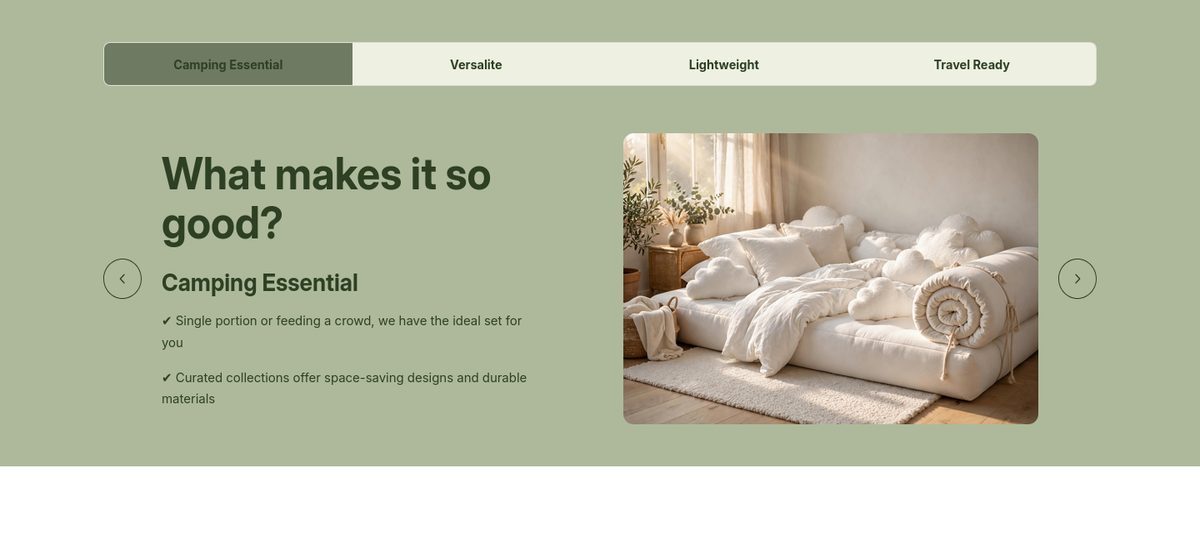 Camping Essential
Versalite
Lightweight
Travel Ready
What makes it so
good?
Camping Essential
✔ Single portion or feeding a crowd, we have the ideal set for
you
✔ Curated collections offer space-saving designs and durable
materials